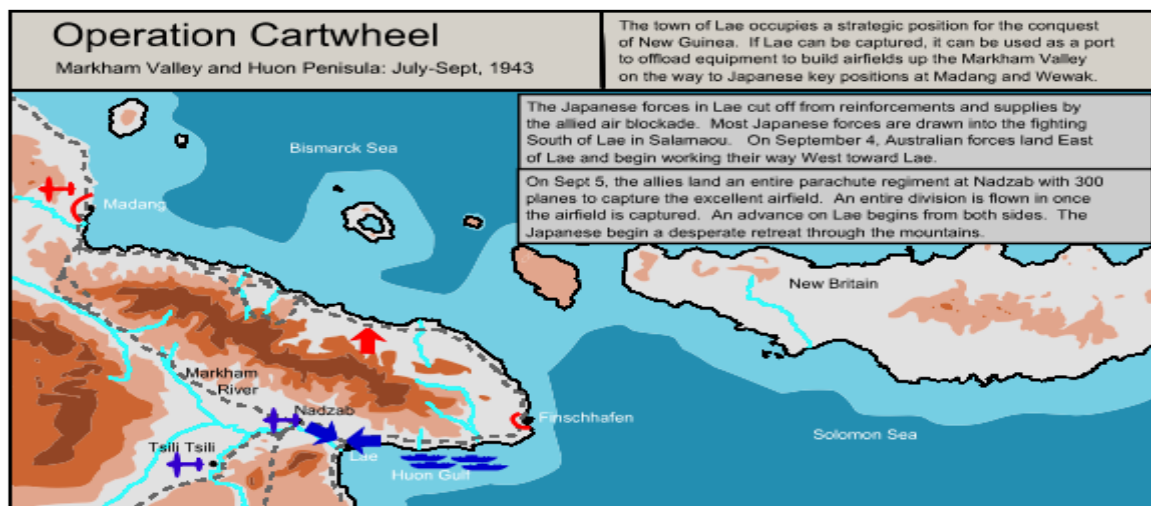 Operation Cartwheel
Markham Valley and Huon Penisula: July-Sept, 1943
The town of Lae occupies a strategic position for the conquest
of New Guinea. If Lae can be captured, it can be used as a port
to offload equipment to build airfields up the Markham Valley
on the way to Japanese key positions at Madang and Wewak.
The Japanese forces in Lae cut off from reinforcements and supplies by
the allied air blockade. Most Japanese forces are drawn into the fighting
South of Lae in Salamaou. On September 4, Australian forces land East
of Lae and begin working their way West toward Lae.
On Sept 5, the allies land an entire parachute regiment at Nadzab with 300
planes to capture the excellent airfield. An entire division is flown in once
the airfield is captured. An advance on Lae begins from both sides. The
Japanese begin a desperate retreat through the mountains.
Bismarck Sea
Madang
New Britain
Markham
River
Nadzab
Finschhafen
Solomon Sea
Tsili Tsili
Lae
Huon Gulf